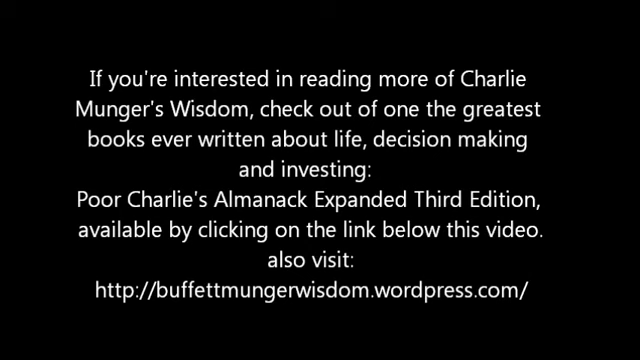 If you're interested in reading more of Charlie
Munger's Wisdom, check out of one the greatest
books ever written about life, decision making
and investing:
Poor Charlie's Almanack Expanded Third Edition,
available by clicking on the link below this video.
also visit:
http://buffettmungerwisdom.wordpress.com/